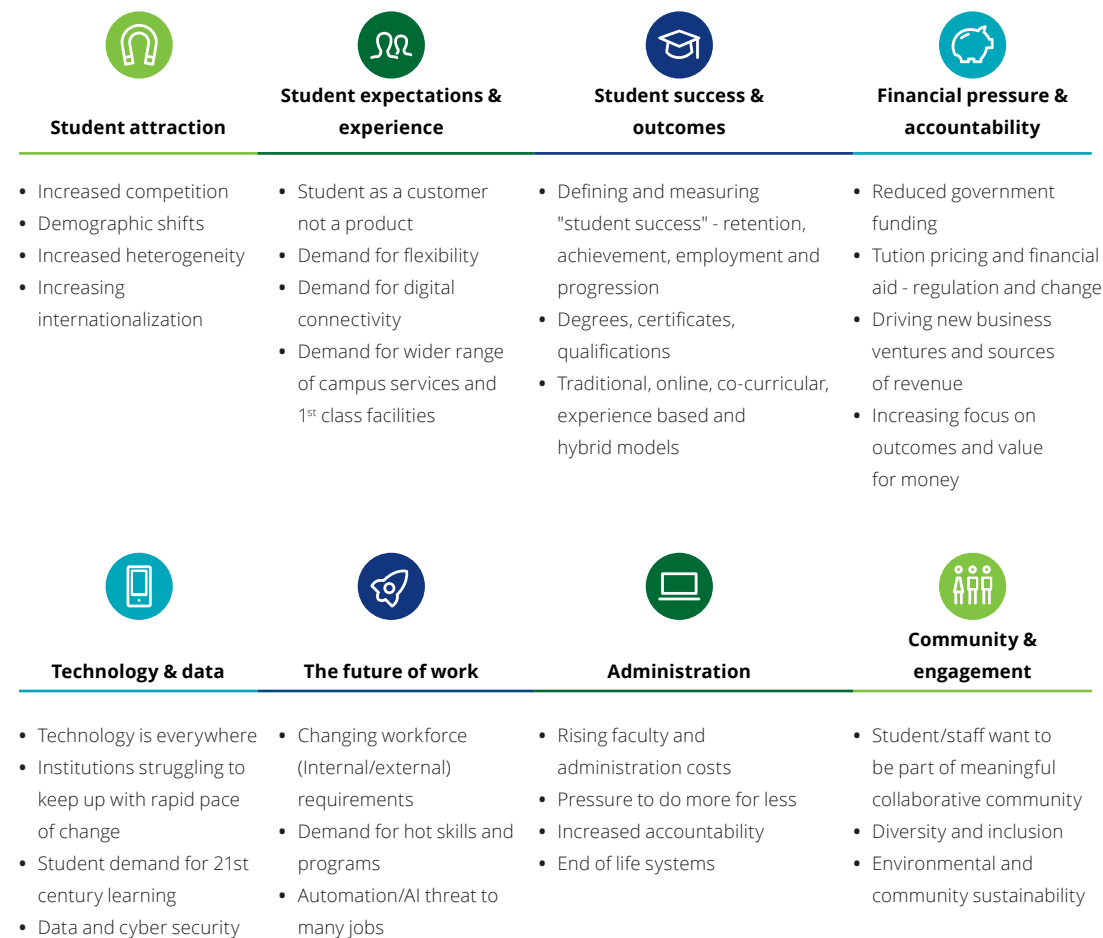 Student attraction
• Increased competition
• Demographic shifts
• Increased heterogeneity
• Increasing
internationalization
Student expectations &
experience
• Student as a customer
not a product
• Demand for flexibility
• Demand for digital
connectivity
• Demand for wider range
of campus services and
1st class facilities
Student success &
outcomes
• Defining and measuring
"student success" - retention,
achievement, employment and
progression
• Degrees, certificates,
qualifications
• Traditional, online, co-curricular,
experience based and
hybrid models
Financial pressure &
accountability
• Reduced government
funding
• Tution pricing and financial
aid - regulation and change
• Driving new business
ventures and sources
of revenue
• Increasing focus on
outcomes and value
for money
Technology & data
• Technology is everywhere
• Institutions struggling to
keep up with rapid pace
of change
• Student demand for 21st
century learning
• Data and cyber security
The future of work
• Changing workforce
(Internal/external)
requirements
• Demand for hot skills and
programs
• Automation/AI threat to
many jobs
Administration
• Rising faculty and
administration costs
• Pressure to do more for less
• Increased accountability
• End of life systems
Community &
engagement
• Student/staff want to
be part of meaningful
collaborative community
• Diversity and inclusion
• Environmental and
community sustainability